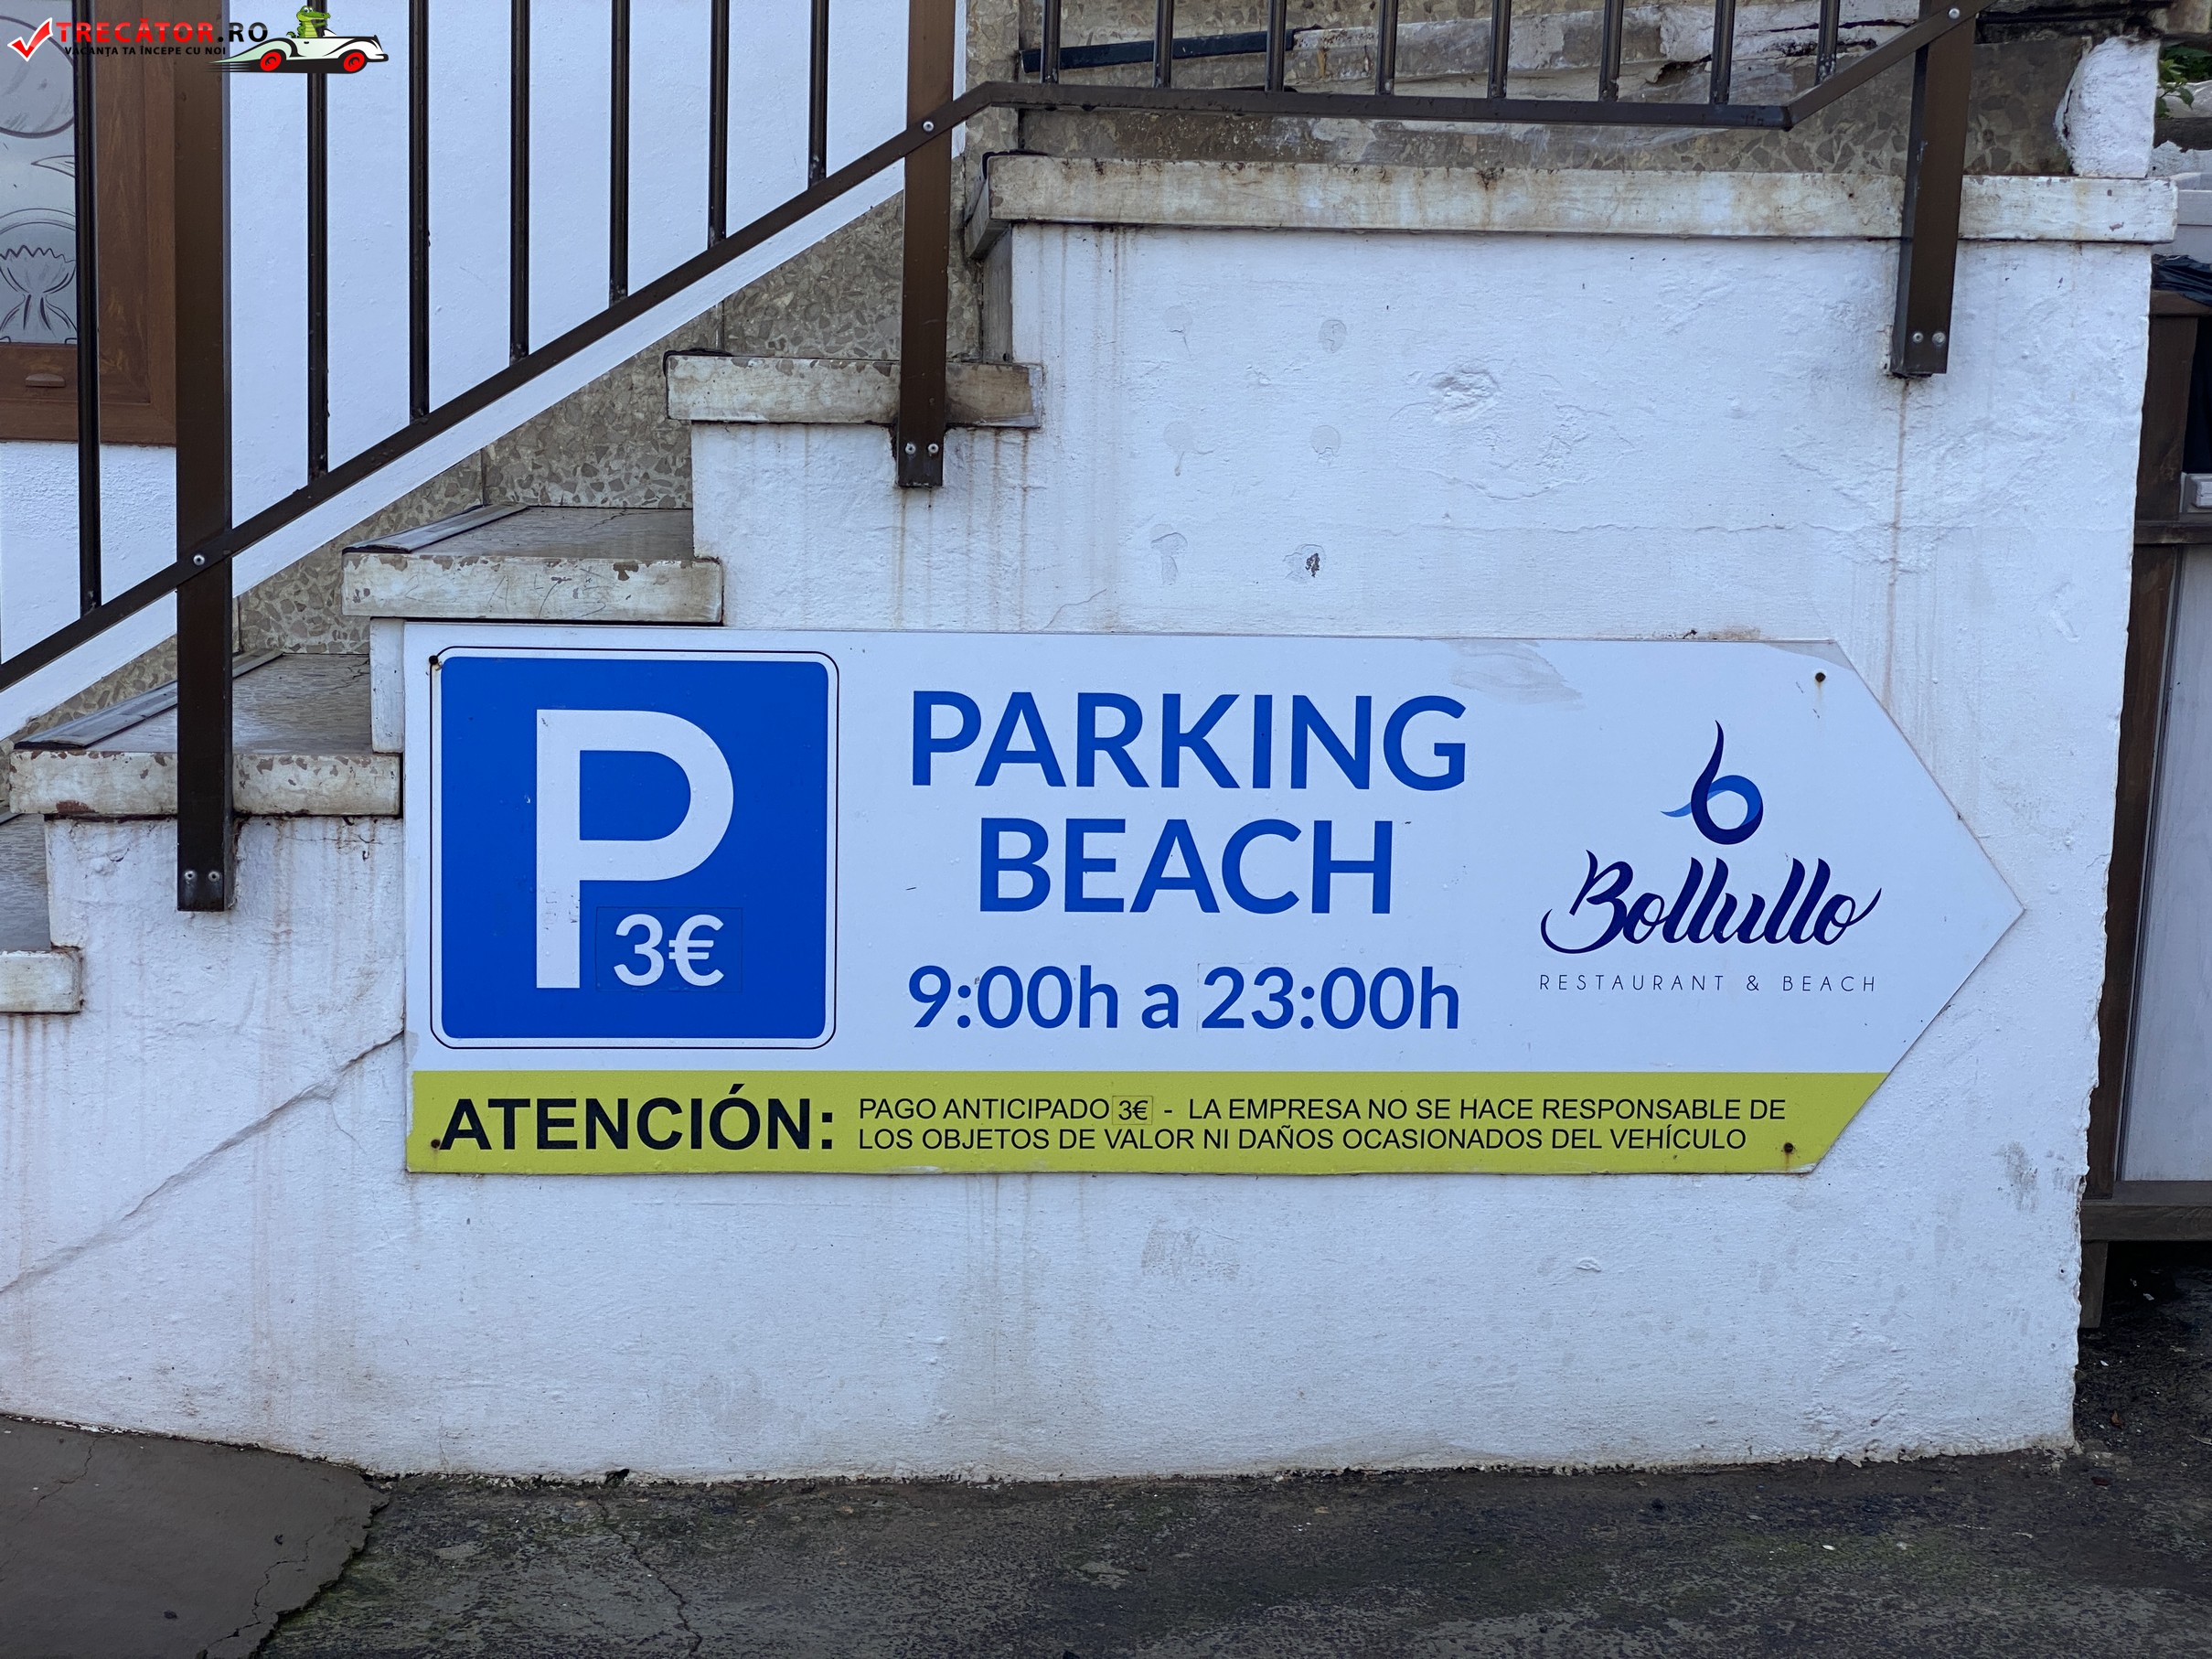 TRECĂTOR.RO
VACANȚA TA ÎNCEPE CU NOI
P
3€
PARKING
BEACH
9:00h a 23:00h
Bollullo
RESTAURANT & BEACH
ATENCIÓN:
PAGO ANTICIPADO 3€ - LA EMPRESA NO SE HACE RESPONSABLE DE
LOS OBJETOS DE VALOR NI DAÑOS OCASIONADOS DEL VEHÍCULO